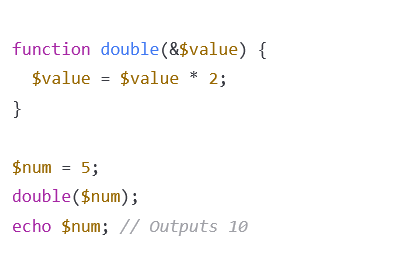 function double(&$value) {
  $value = $value * 2;
}

$num = 5;
double($num);
echo $num; // Outputs 10